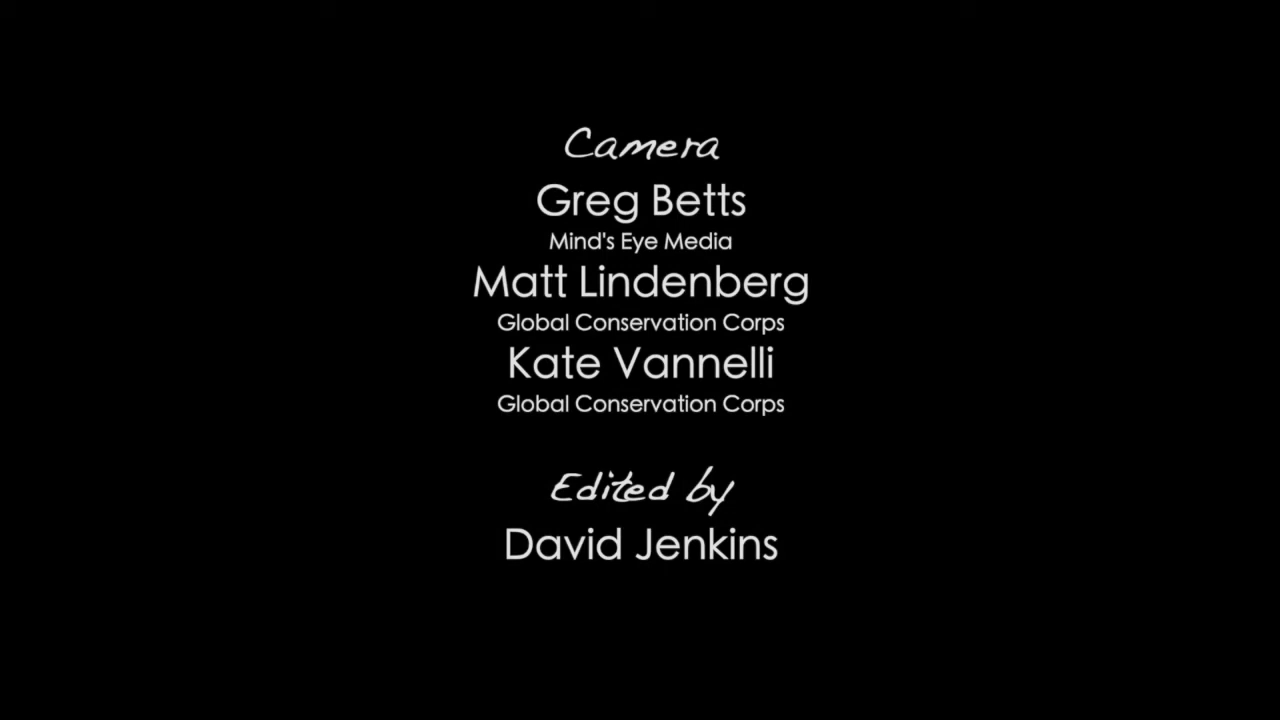 Camera
Greg Betts
Mind's Eye Media
Matt Lindenberg
Global Conservation Corps
Kate Vannelli
Global Conservation Corps
Edited by
David Jenkins